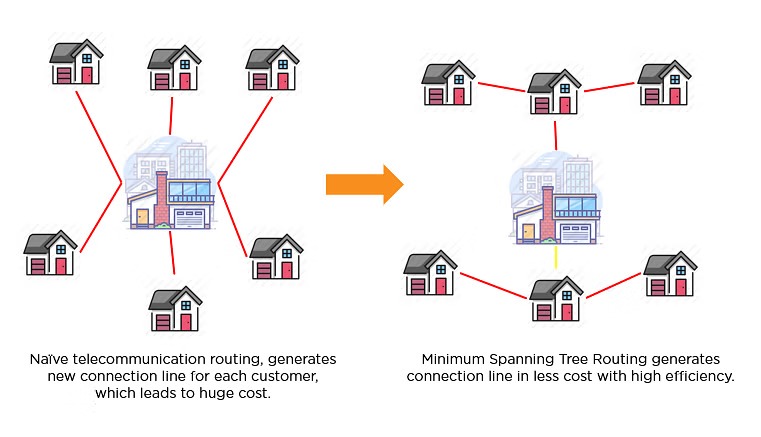 Naïve telecommunication routing, generates
new connection line for each customer,
which leads to huge cost.
Minimum Spanning Tree Routing generates
connection line in less cost with high efficiency.